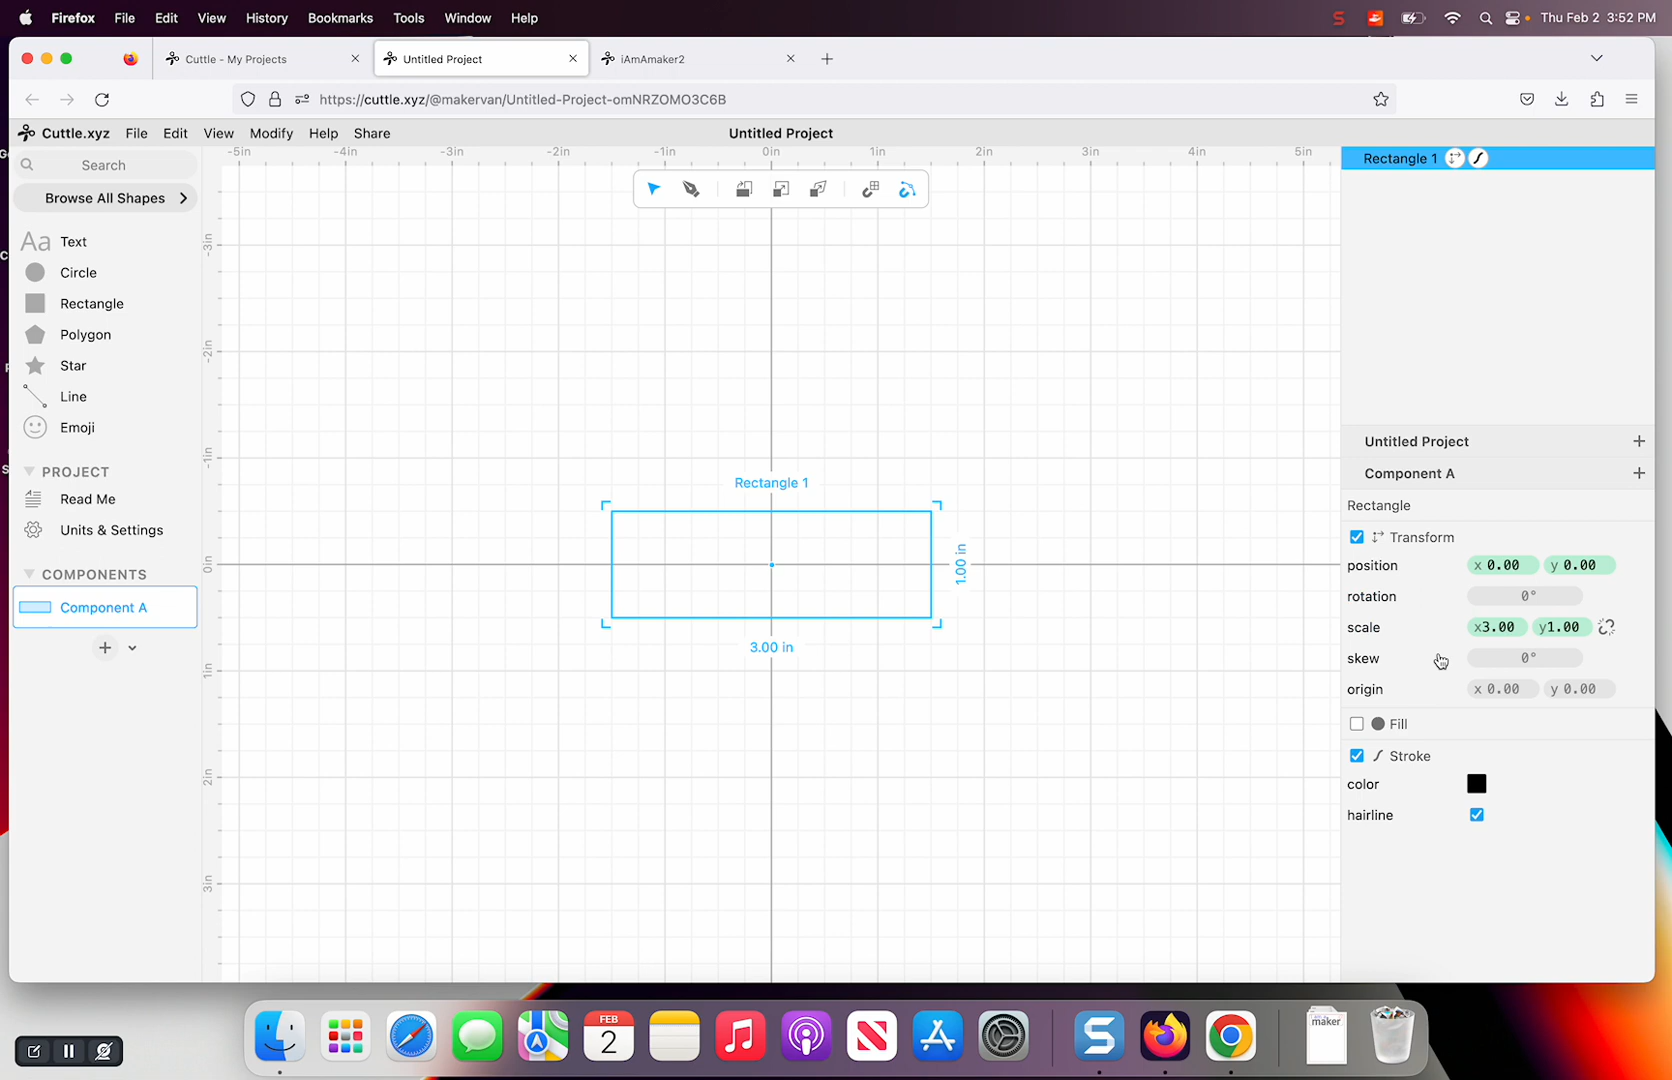 Firefox File Edit View History Bookmarks Tools Window Help Thu Feb 2 3:52 PM
Cuttle - My Projects Untitled Project iAmAmaker2
https://cuttle.xyz/@makervan/Untitled-Project-omNRZOMO3C6B
Cuttle.xyz File Edit View Modify Help Share Untitled Project
-5in -4in -3in -2in -1in 0in 1in 2in 3in 4in 5in
Search
Browse All Shapes
Text
Circle
Rectangle
Polygon
Star
Line
Emoji
PROJECT
Read Me
Units & Settings
COMPONENTS
Component A
-3in
-2in
-1in
0in
1in
2in
3in
Rectangle 1
1.00 in
3.00 in
Rectangle 1
Untitled Project
Component A
Rectangle
Transform
position x 0.00 y 0.00
rotation 0°
scale x3.00 y1.00
skew 0°
origin x 0.00 y 0.00
Fill
Stroke
color
hairline
FEB
2
maker